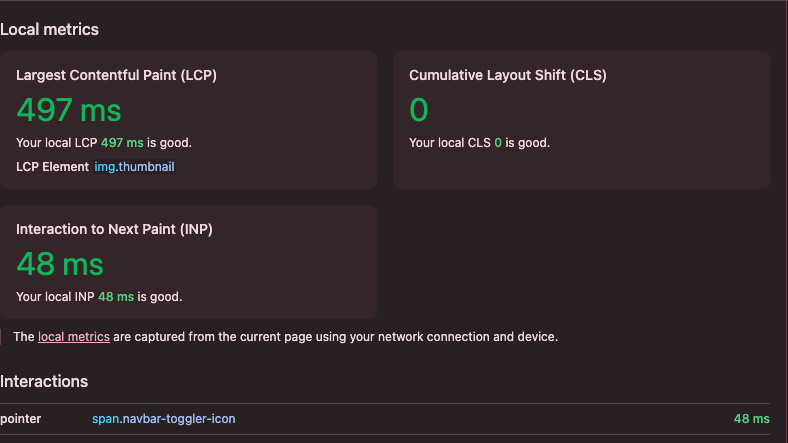 Local metrics
Largest Contentful Paint (LCP)
497 ms
Your local LCP 497 ms is good.
LCP Element img.thumbnail
Cumulative Layout Shift (CLS)
0
Your local CLS 0 is good.
Interaction to Next Paint (INP)
48 ms
Your local INP 48 ms is good.
The local metrics are captured from the current page using your network connection and device.
Interactions
pointer span.navbar-toggler-icon 48 ms